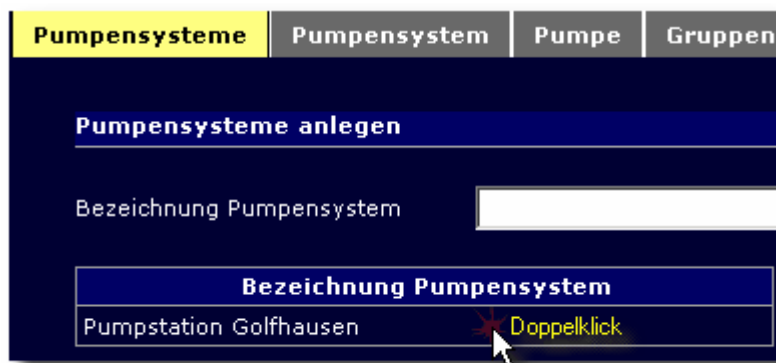 Pumpensysteme Pumpensystem Pumpe Gruppen
Pumpensysteme anlegen
Bezeichnung Pumpensystem
Bezeichnung Pumpensystem
Pumpstation Golfhausen Doppelklick